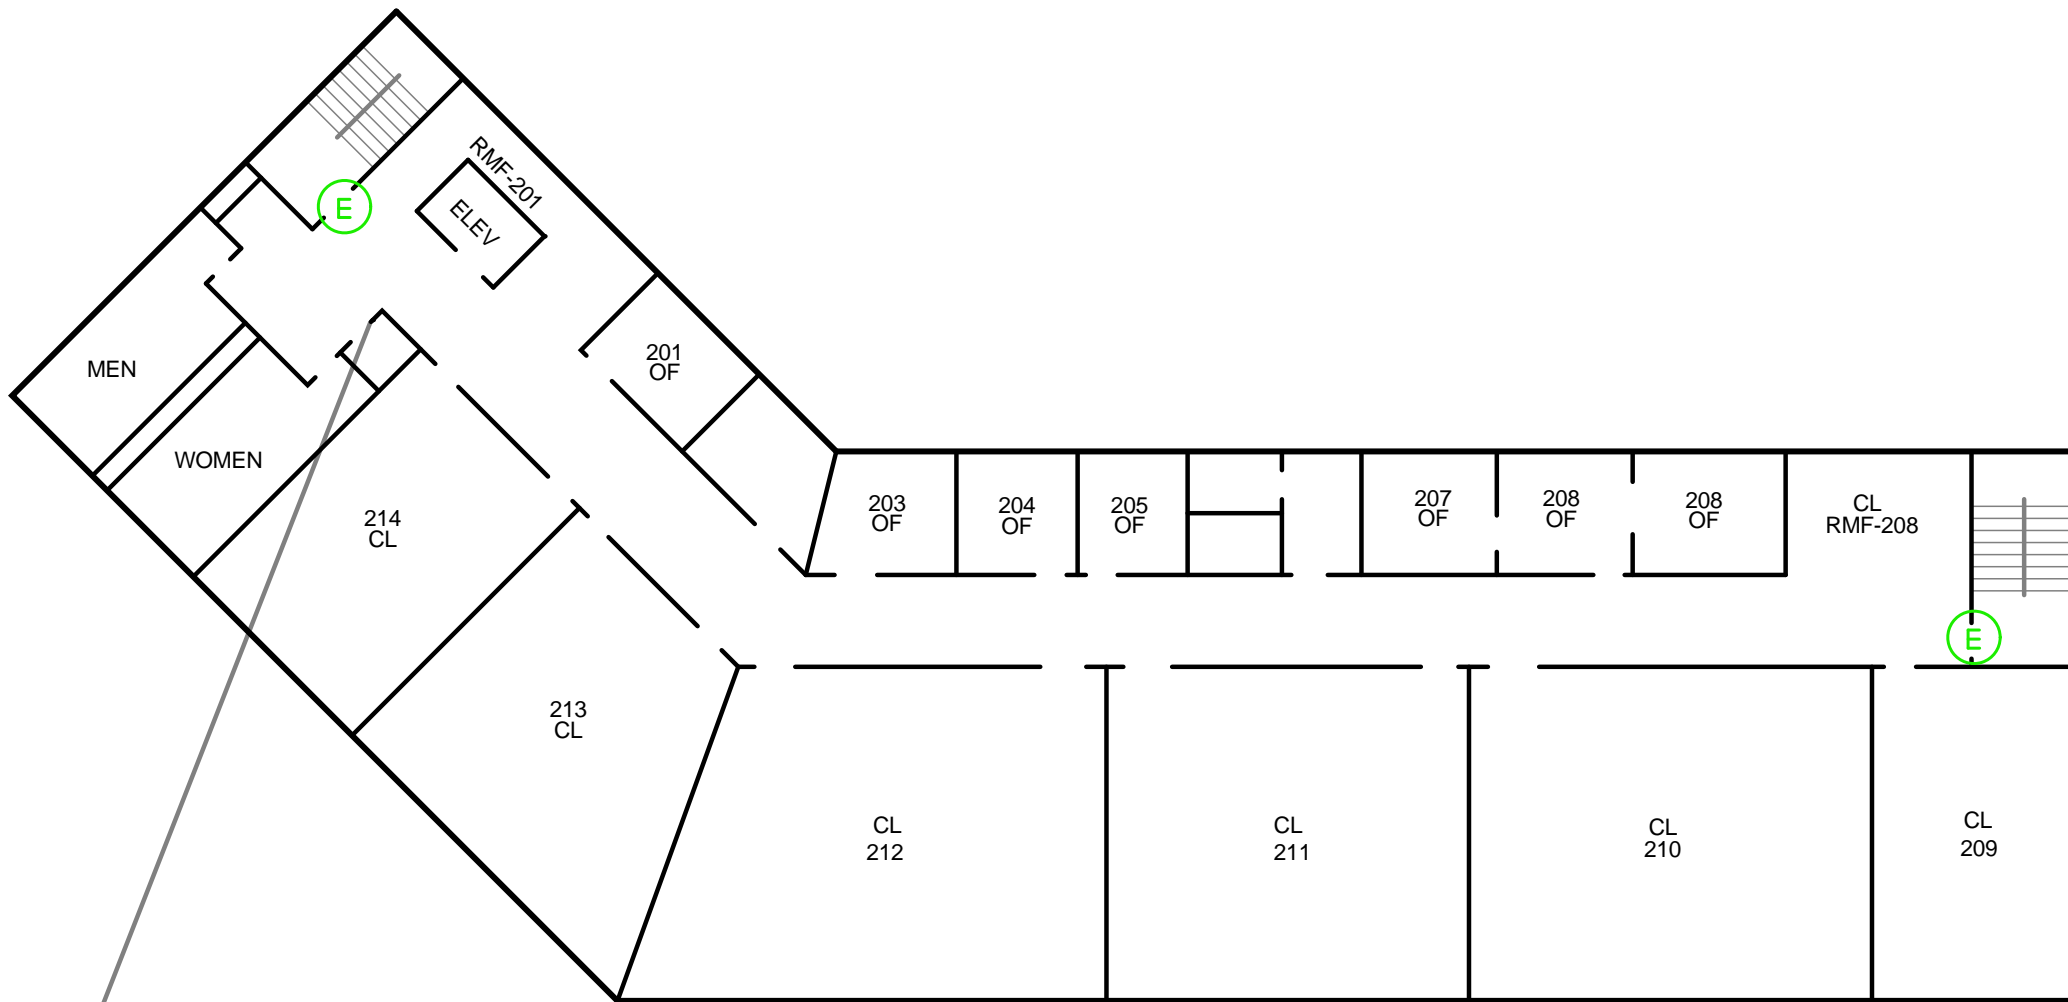 RMF-201
E
ELEV
201
OF
MEN
WOMEN
214
CL
203
OF
204
OF
205
OF
207
OF
208
OF
208
OF
CL
RMF-208
E
213
CL
CL
212
CL
211
CL
210
CL
209